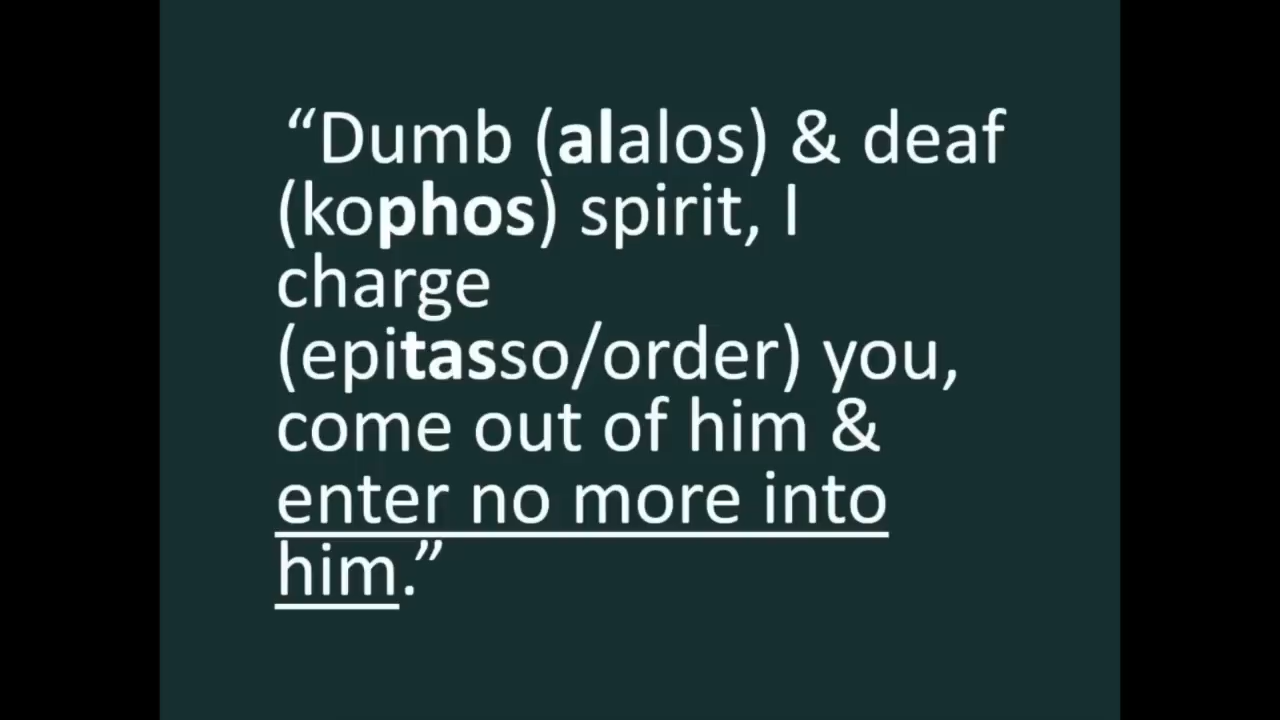 “Dumb (alalos) & deaf
(kophos) spirit, I
charge
(epitasso/order) you,
come out of him &
enter no more into
him.”